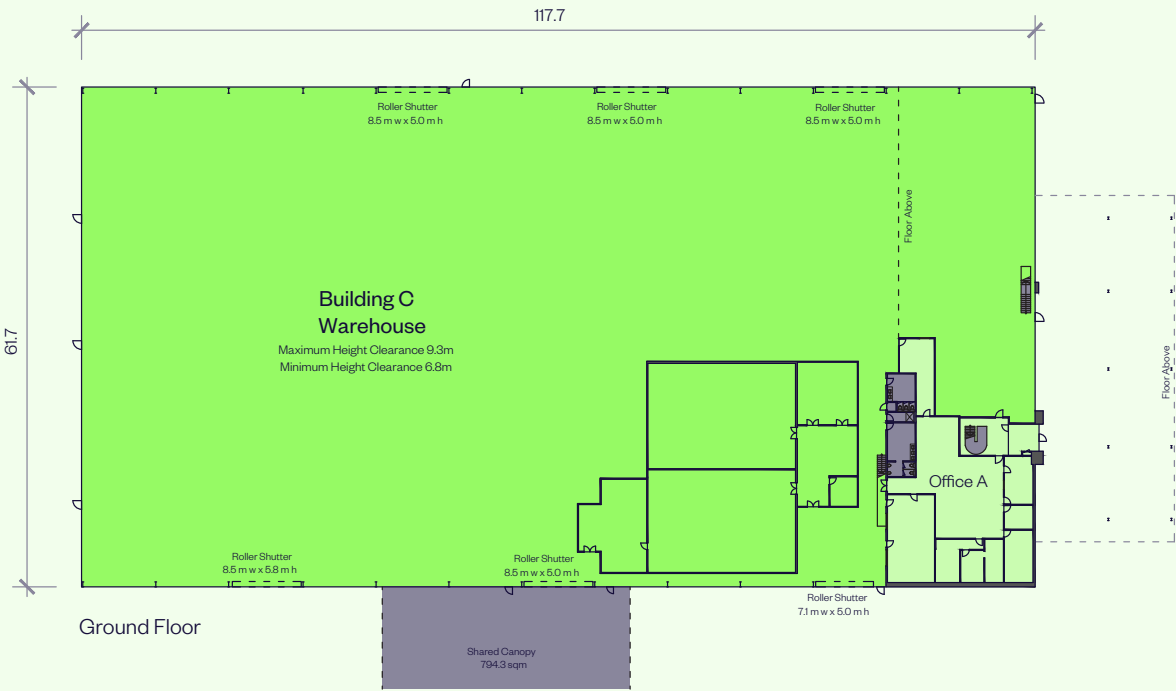 117.7
61.7
Roller Shutter
8.5 m w x 5.0 m h
Roller Shutter
8.5 m w x 5.0 m h
Roller Shutter
8.5 m w x 5.0 m h
Floor Above
Building C
Warehouse
Maximum Height Clearance 9.3m
Minimum Height Clearance 6.8m
Floor Above
Office A
Roller Shutter
8.5 m w x 5.8 m h
Roller Shutter
8.5 m w x 5.0 m h
Roller Shutter
7.1 m w x 5.0 m h
Ground Floor
Shared Canopy
794.3 sqm